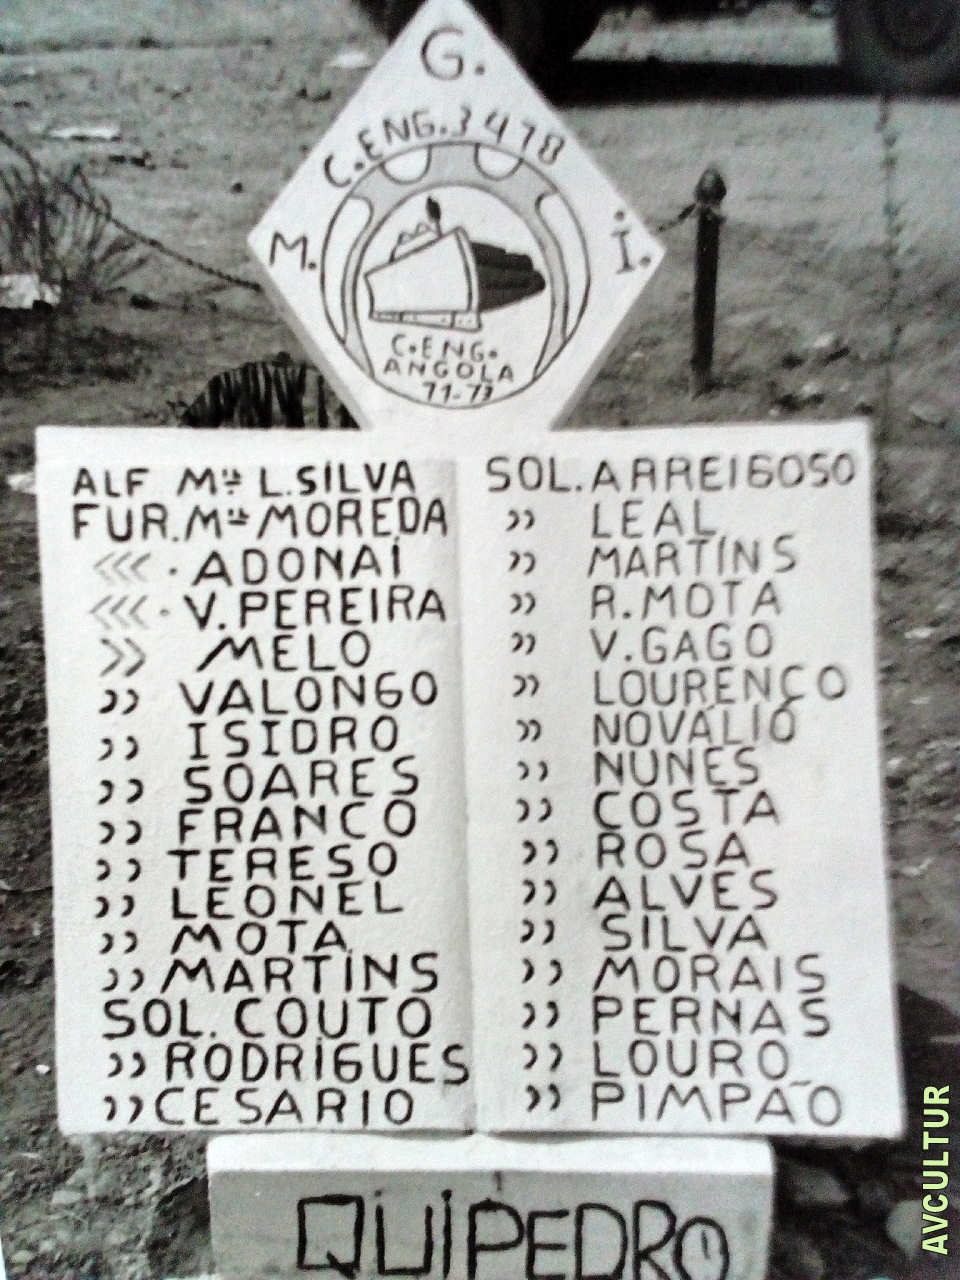 G.
C.ENG. 3478
M. I.
C.ENG.
ANGOLA
71-73
ALF Mº L.SILVA
FUR. Mº MOREDA
‹‹‹ . ADONAI
‹‹‹ . V. PEREIRA
>> MELO
›› VALONGO
›› ISIDRO
›› SOARES
›› FRANCO
›› TERESO
›› LEONEL
›› MOTA
›› MARTINS
SOL. COUTO
›› RODRIGUES
›› CESARIO
SOL. ARREIGOSO
›› LEAL
›› MARTINS
›› R. MOTA
›› V. GAGO
›› LOURENÇO
›› NOVÁLIO
›› NUNES
›› COSTA
›› ROSA
›› ALVES
›› SILVA
›› MORAIS
›› PERNAS
›› LOURO
›› PIMPÃO
QUIPEDRO
AVCULTUR